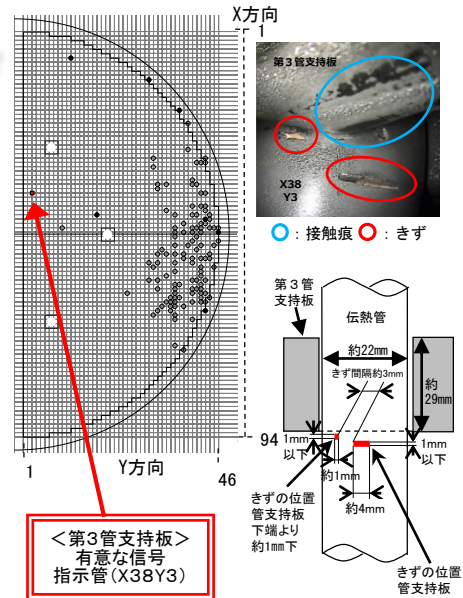 X方向
1
94
1
Y方向
46
<第3管支持板>
有意な信号
指示管(X38Y3)
第3管支持板
X38
Y3
○:接触痕 ○:きず
第3管
支持板
伝熱管
約22mm
きず間隔約3mm
約
29mm
1mm
以下
1mm
以下
約1mm
約4mm
きずの位置
管支持板
下端より
約1mm下
きずの位置
管支持板